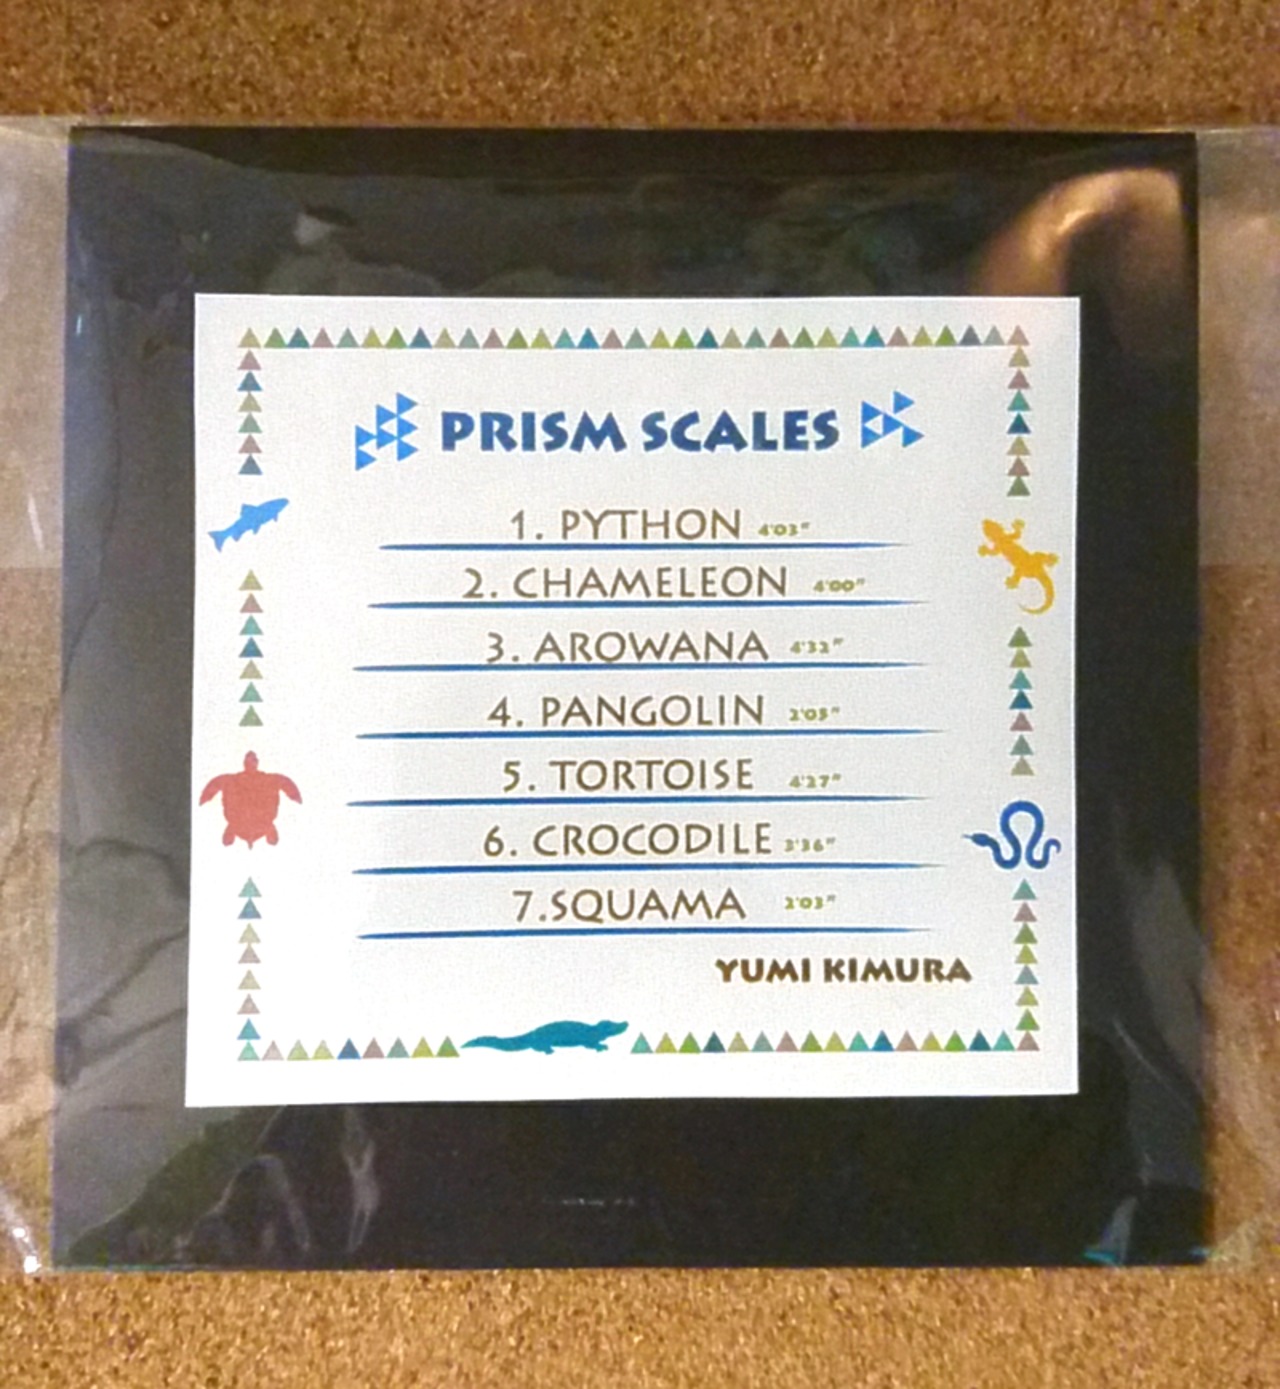 PRISM SCALES
1. PYTHON 4'03"
2. CHAMELEON 4'00"
3. AROWANA 4'32"
4. PANGOLIN 2'05"
5. TORTOISE 4'27"
6. CROCODILE 3'36"
7.SQUAMA 2'03"
YUMI KIMURA